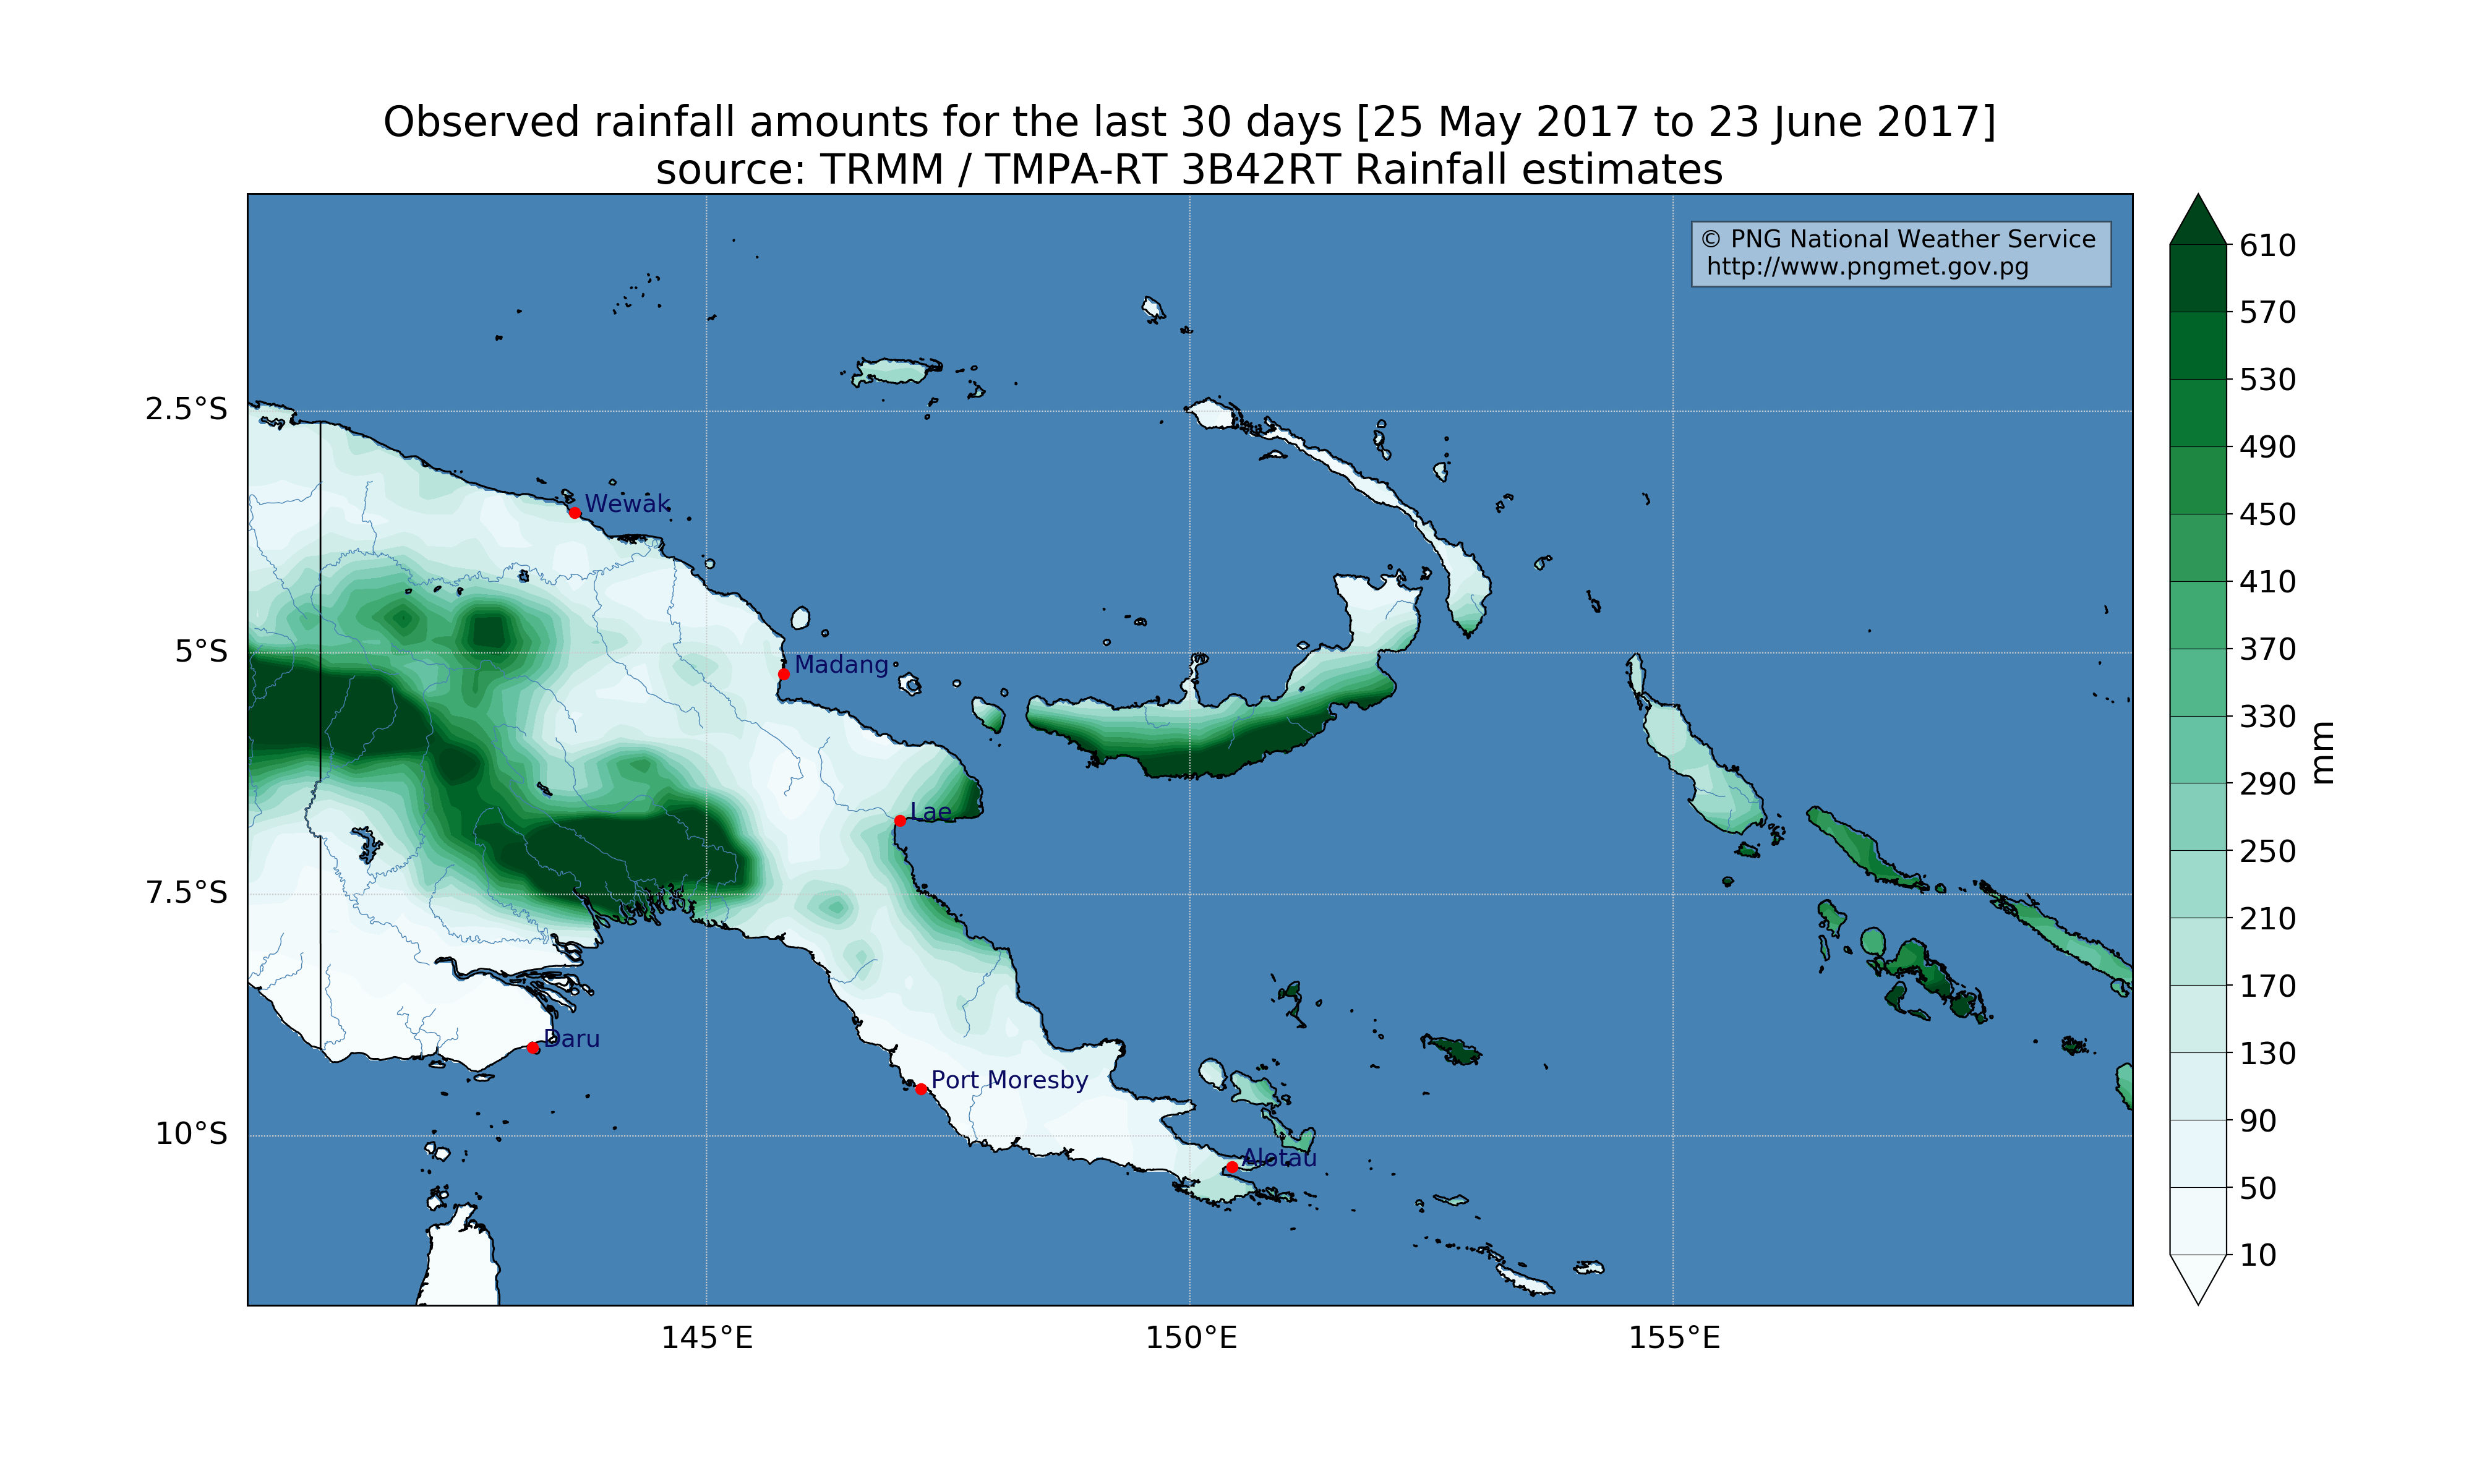 Observed rainfall amounts for the last 30 days [25 May 2017 to 23 June 2017]
source: TRMM / TMPA-RT 3B42RT Rainfall estimates
© PNG National Weather Service
http://www.pngmet.gov.pg
2.5°S
5°S
7.5°S
10°S
Wewak
Madang
Lae
Daru
Port Moresby
Alotau
145°E
150°E
155°E
610
570
530
490
450
410
370
330
290
250
210
170
130
90
50
10
mm